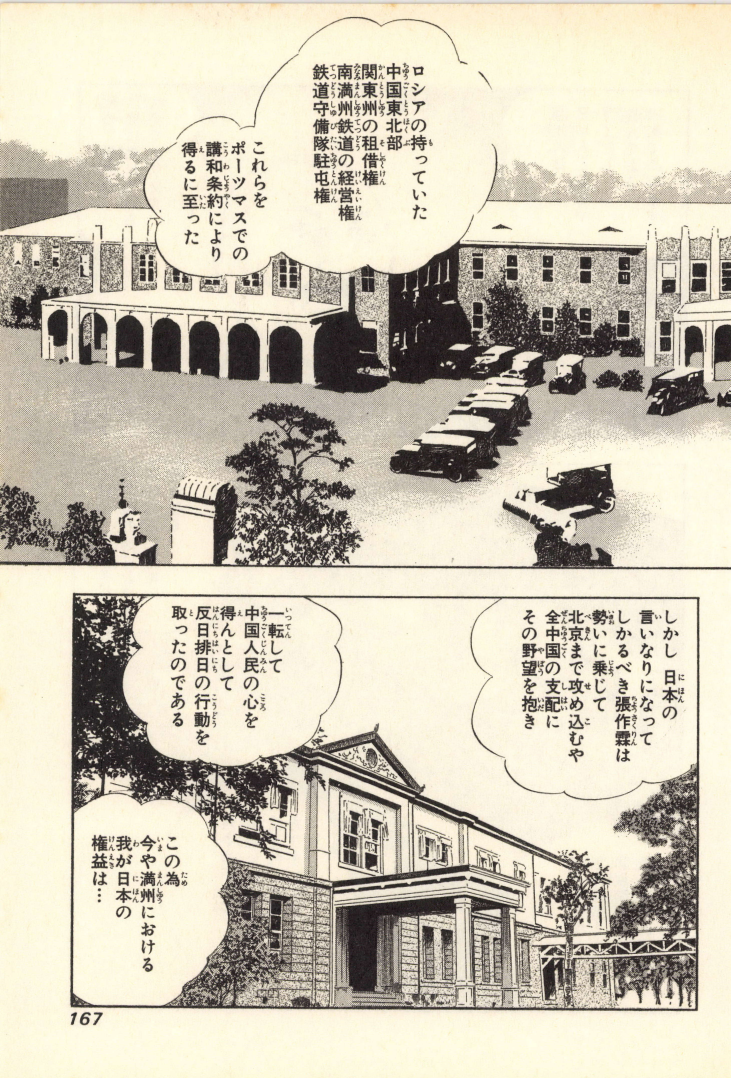 ロシアの持っていた
中国東北部
関東州の租借権
南満州鉄道の経営権
鉄道守備隊駐屯権
これらを
ポーツマスでの
講和条約により
得るに至った
しかし 日本の
言いなりになって
しかるべき張作霖は
勢いに乗じて
北京まで攻め込むや
全中国の支配に
その野望を抱き
一転して
中国人民の心を
得んとして
反日排日の行動を
取ったのである
この為
今や満州における
我が日本の
権益は…
167